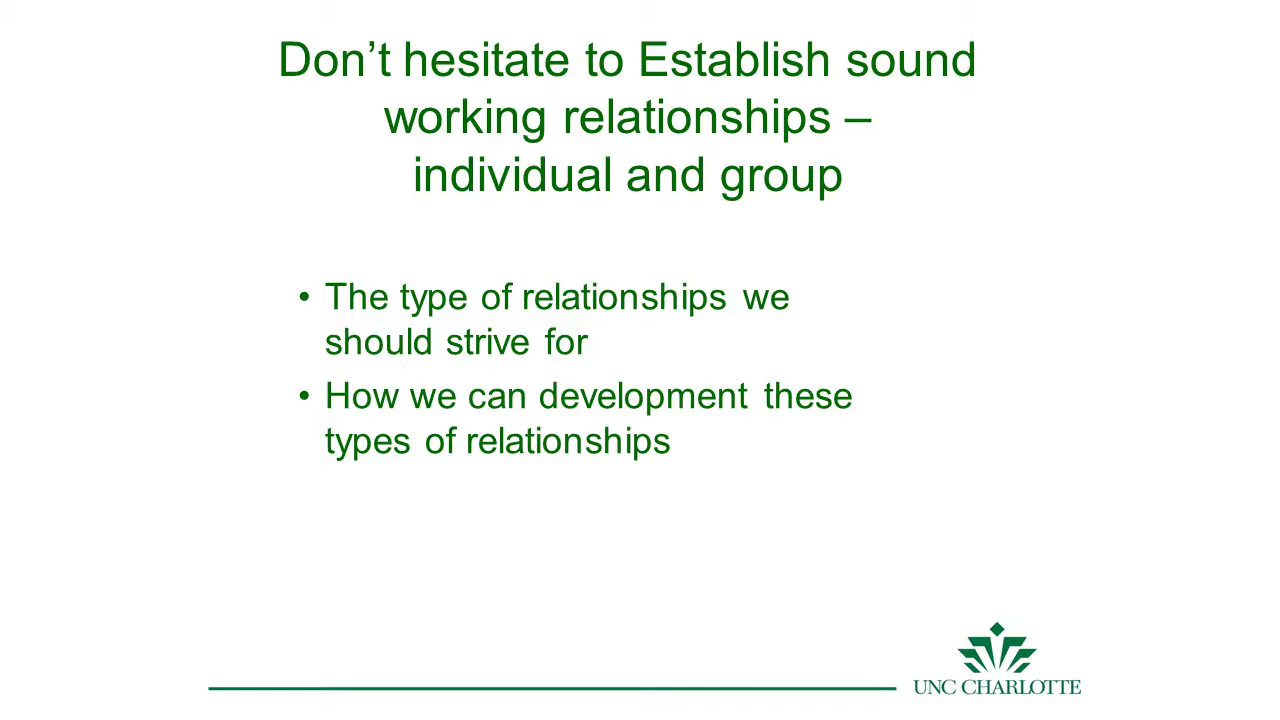 Don’t hesitate to Establish sound
working relationships –
individual and group
• The type of relationships we
should strive for
• How we can development these
types of relationships
UNC CHARLOTTE